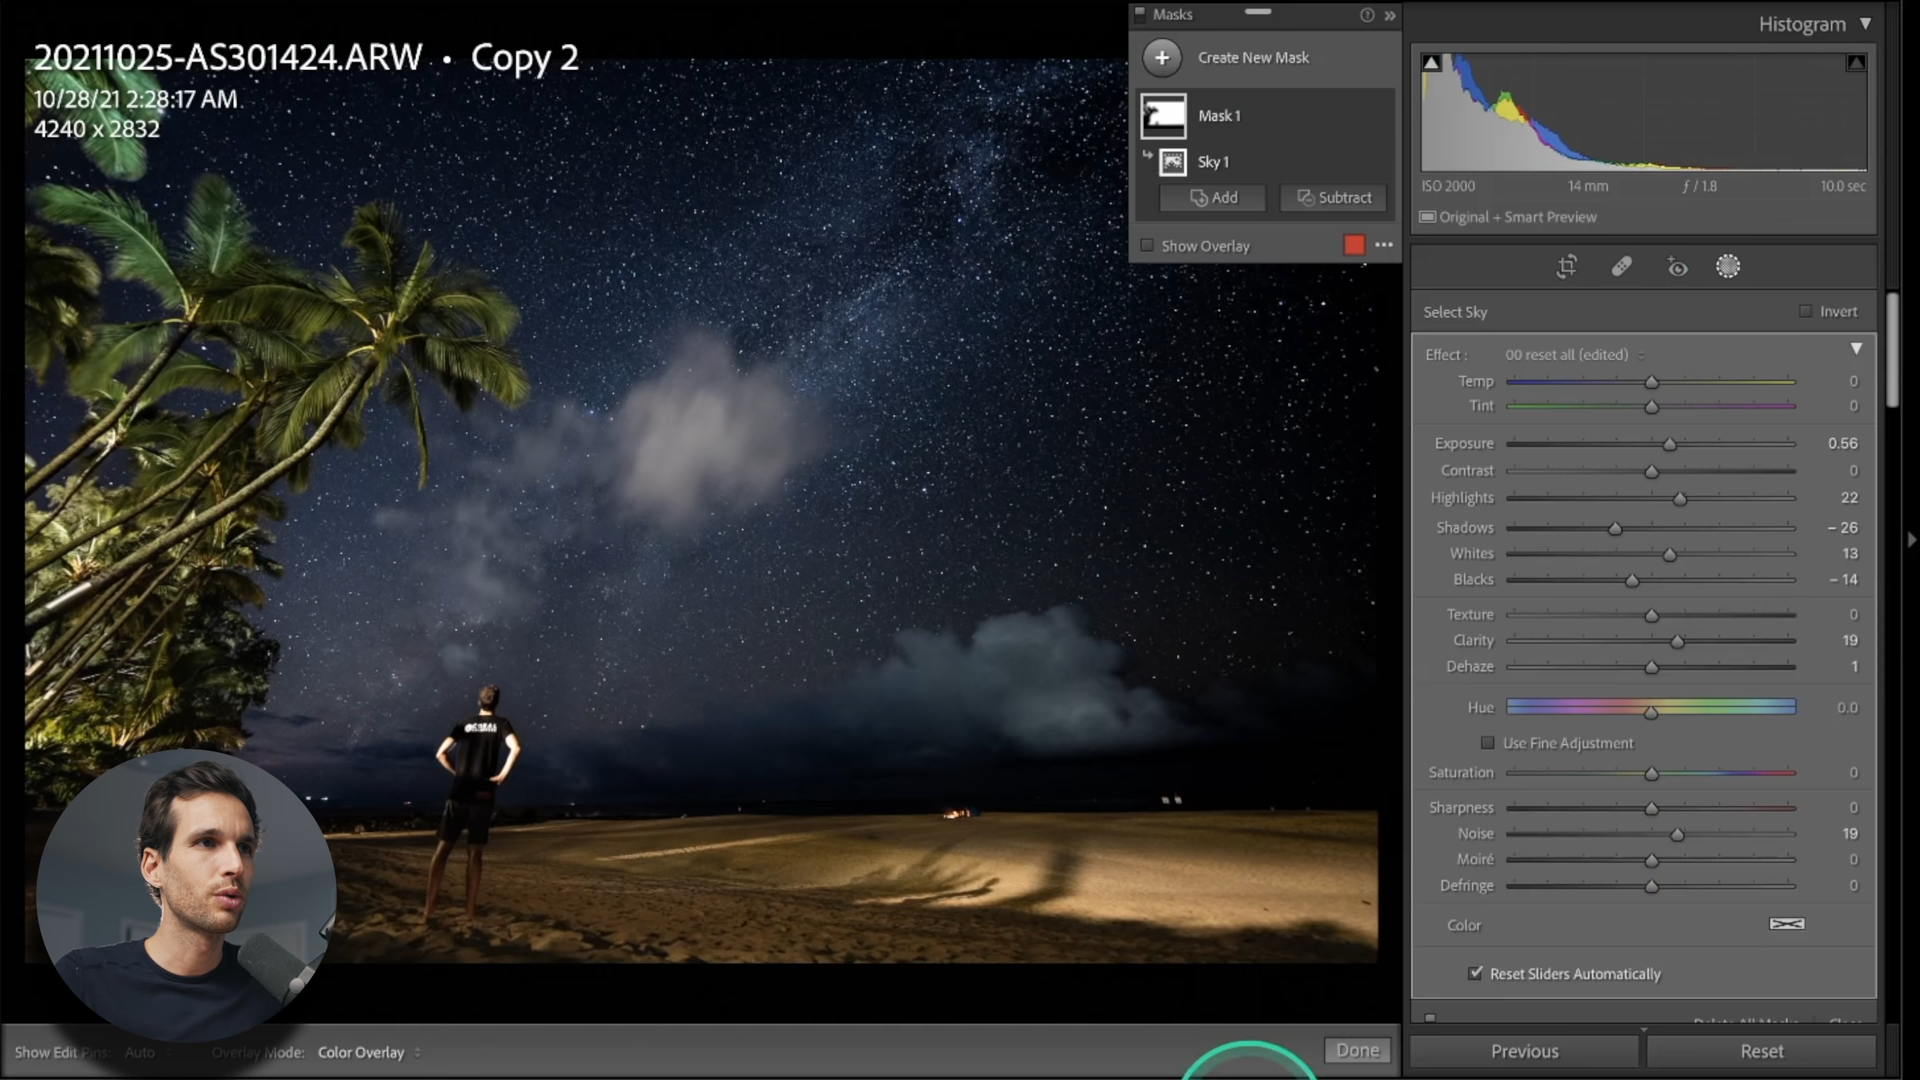 20211025-AS301424.ARW • Copy 2
10/28/21 2:28:17 AM
4240 x 2832
Masks
Create New Mask
Mask 1
Sky 1
Add Subtract
Show Overlay
Histogram
ISO 2000 14 mm ƒ / 1.8 10.0 sec
Original + Smart Preview
Select Sky Invert
Effect : 00 reset all (edited)
Temp 0
Tint 0
Exposure 0.56
Contrast 0
Highlights 22
Shadows – 26
Whites 13
Blacks – 14
Texture 0
Clarity 19
Dehaze 1
Hue 0.0
Use Fine Adjustment
Saturation 0
Sharpness 0
Noise 19
Moiré 0
Defringe 0
Color
Reset Sliders Automatically
Show Edit Pins: Auto Overlay Mode: Color Overlay
Done
Previous Reset